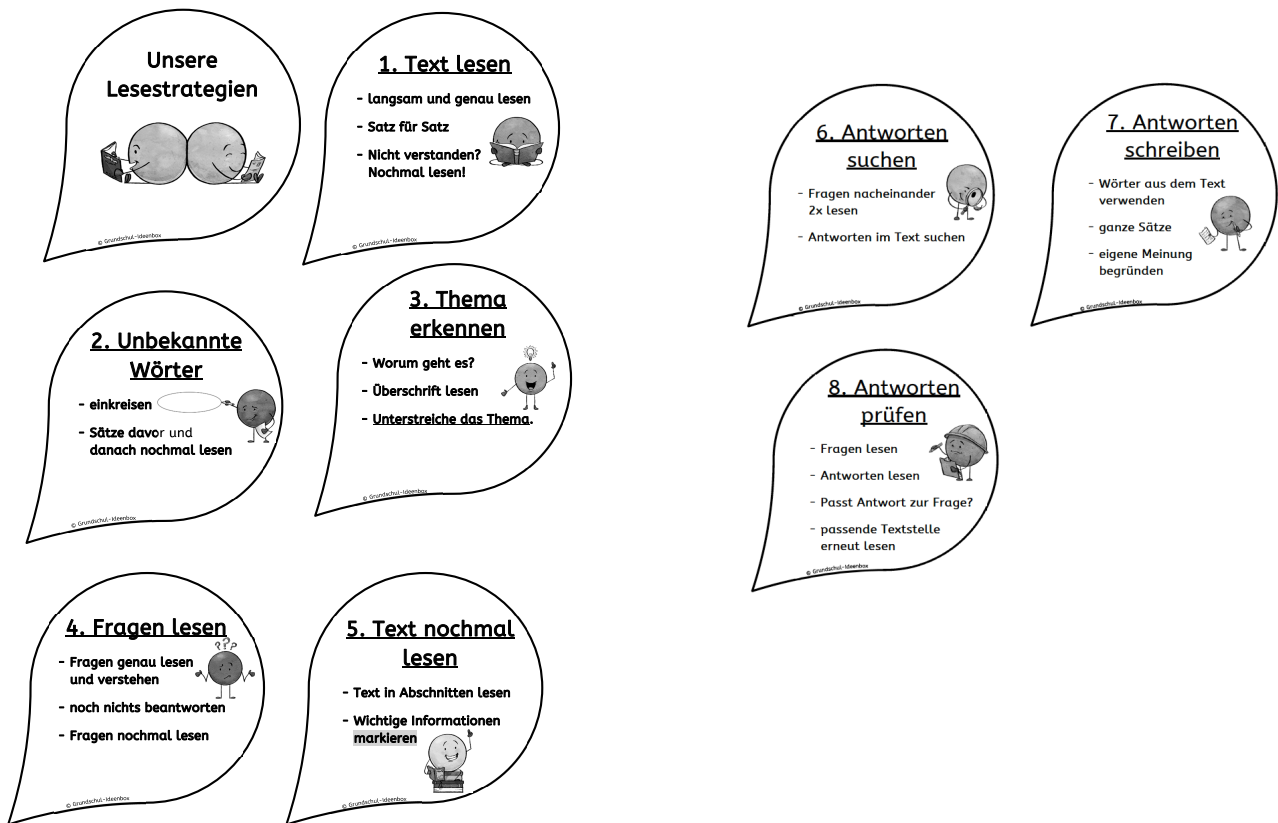 Unsere
Lesestrategien
© Grundschul-Ideenbox
1. Text lesen
- langsam und genau lesen
- Satz für Satz
- Nicht verstanden?
Nochmal lesen!
© Grundschul-Ideenbox
2. Unbekannte
Wörter
- einkreisen
- Sätze davor und
danach nochmal lesen
© Grundschul-Ideenbox
3. Thema
erkennen
- Worum geht es?
- Überschrift lesen
- Unterstreiche das Thema.
© Grundschul-Ideenbox
4. Fragen lesen
???
- Fragen genau lesen
und verstehen
- noch nichts beantworten
- Fragen nochmal lesen
© Grundschul-Ideenbox
5. Text nochmal
lesen
- Text in Abschnitten lesen
- Wichtige Informationen
markieren
© Grundschul-Ideenbox
6. Antworten
suchen
- Fragen nacheinander
2x lesen
- Antworten im Text suchen
© Grundschul-Ideenbox
7. Antworten
schreiben
- Wörter aus dem Text
verwenden
- ganze Sätze
- eigene Meinung
begründen
© Grundschul-Ideenbox
8. Antworten
prüfen
- Fragen lesen
- Antworten lesen
- Passt Antwort zur Frage?
- passende Textstelle
erneut lesen
© Grundschul-Ideenbox